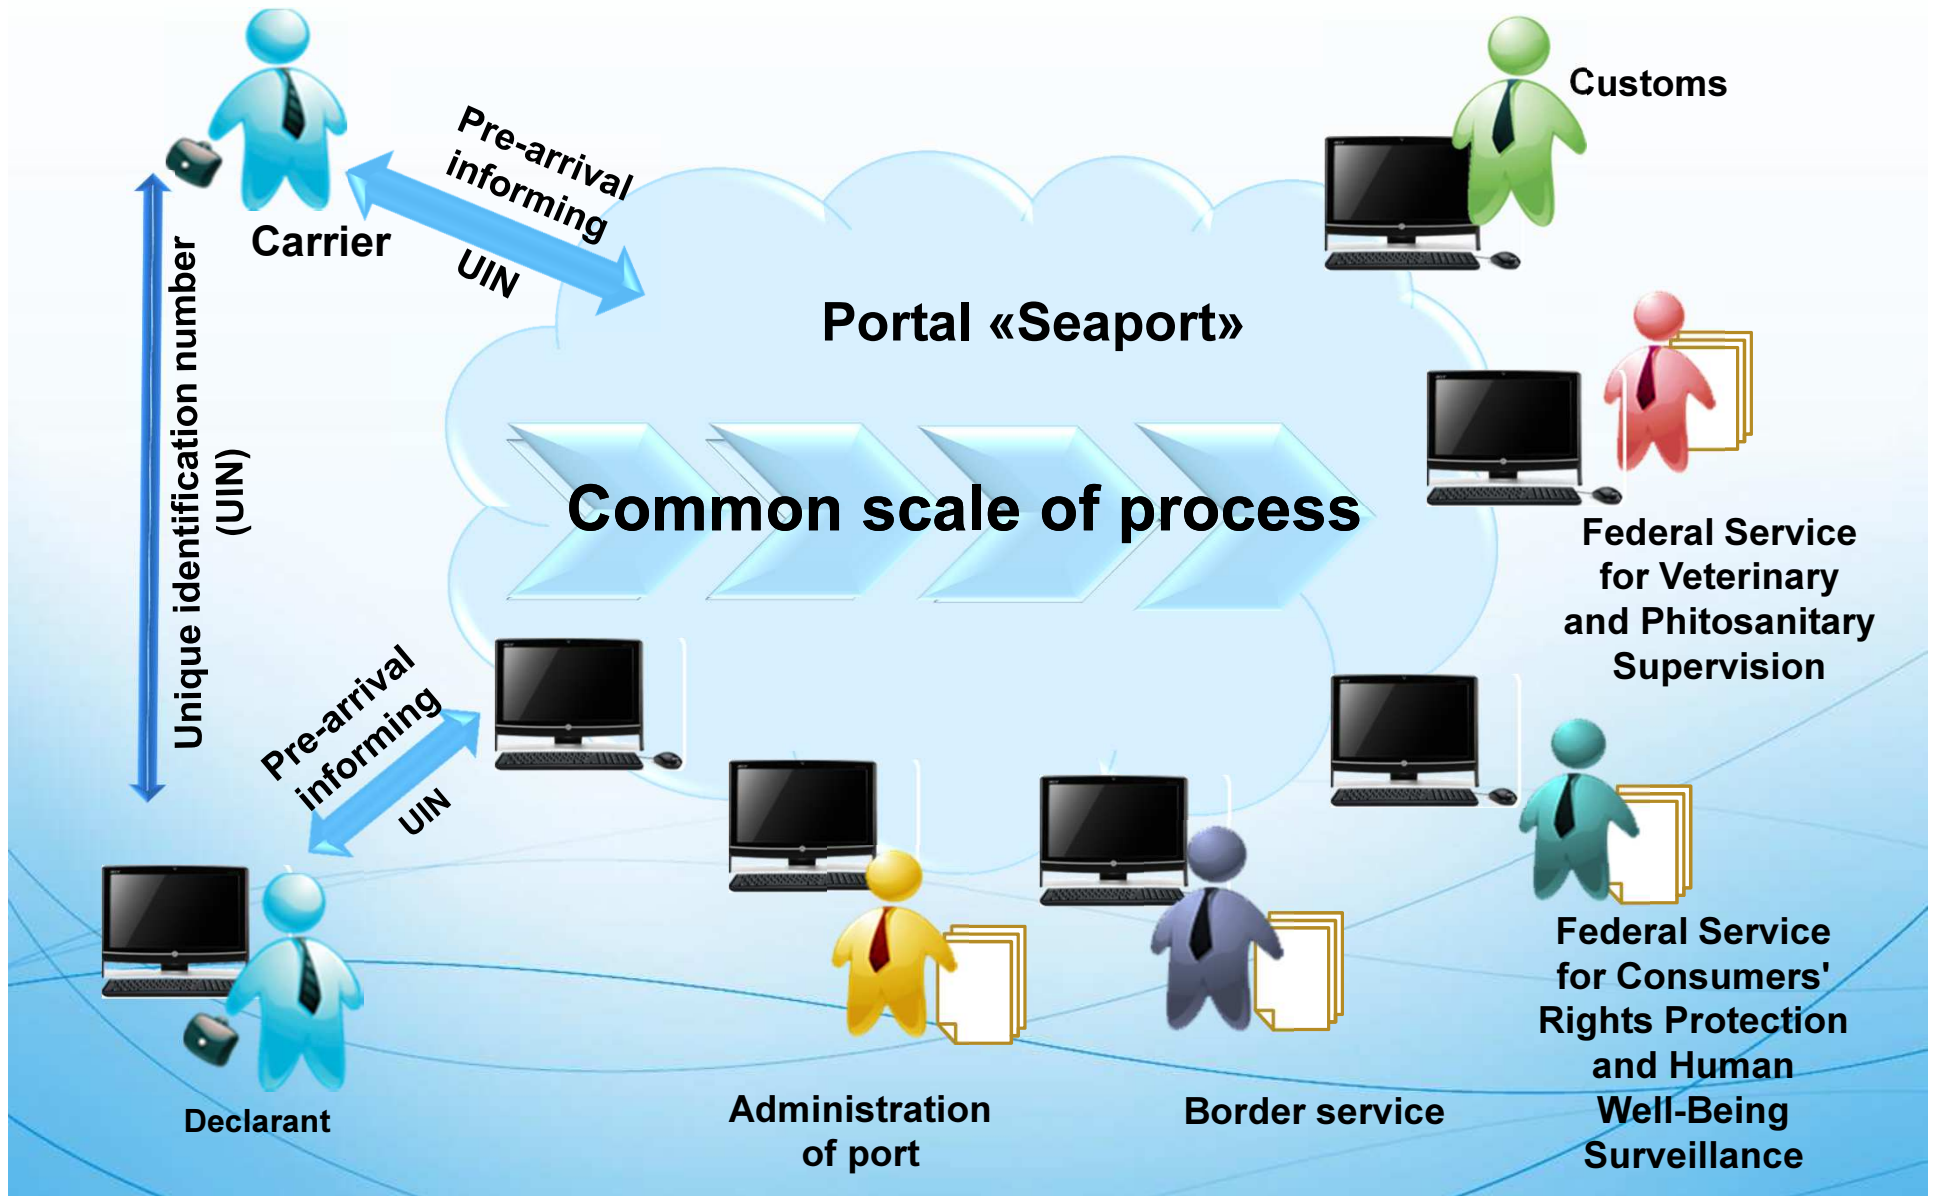 Customs
Pre-arrival
informing
UIN
Carrier
Portal «Seaport»
Unique identification number
(UIN)
Common scale of process
Federal Service
for Veterinary
and Phitosanitary
Supervision
Pre-arrival
informing
UIN
Declarant
Administration
of port
Border service
Federal Service
for Consumers'
Rights Protection
and Human
Well-Being
Surveillance